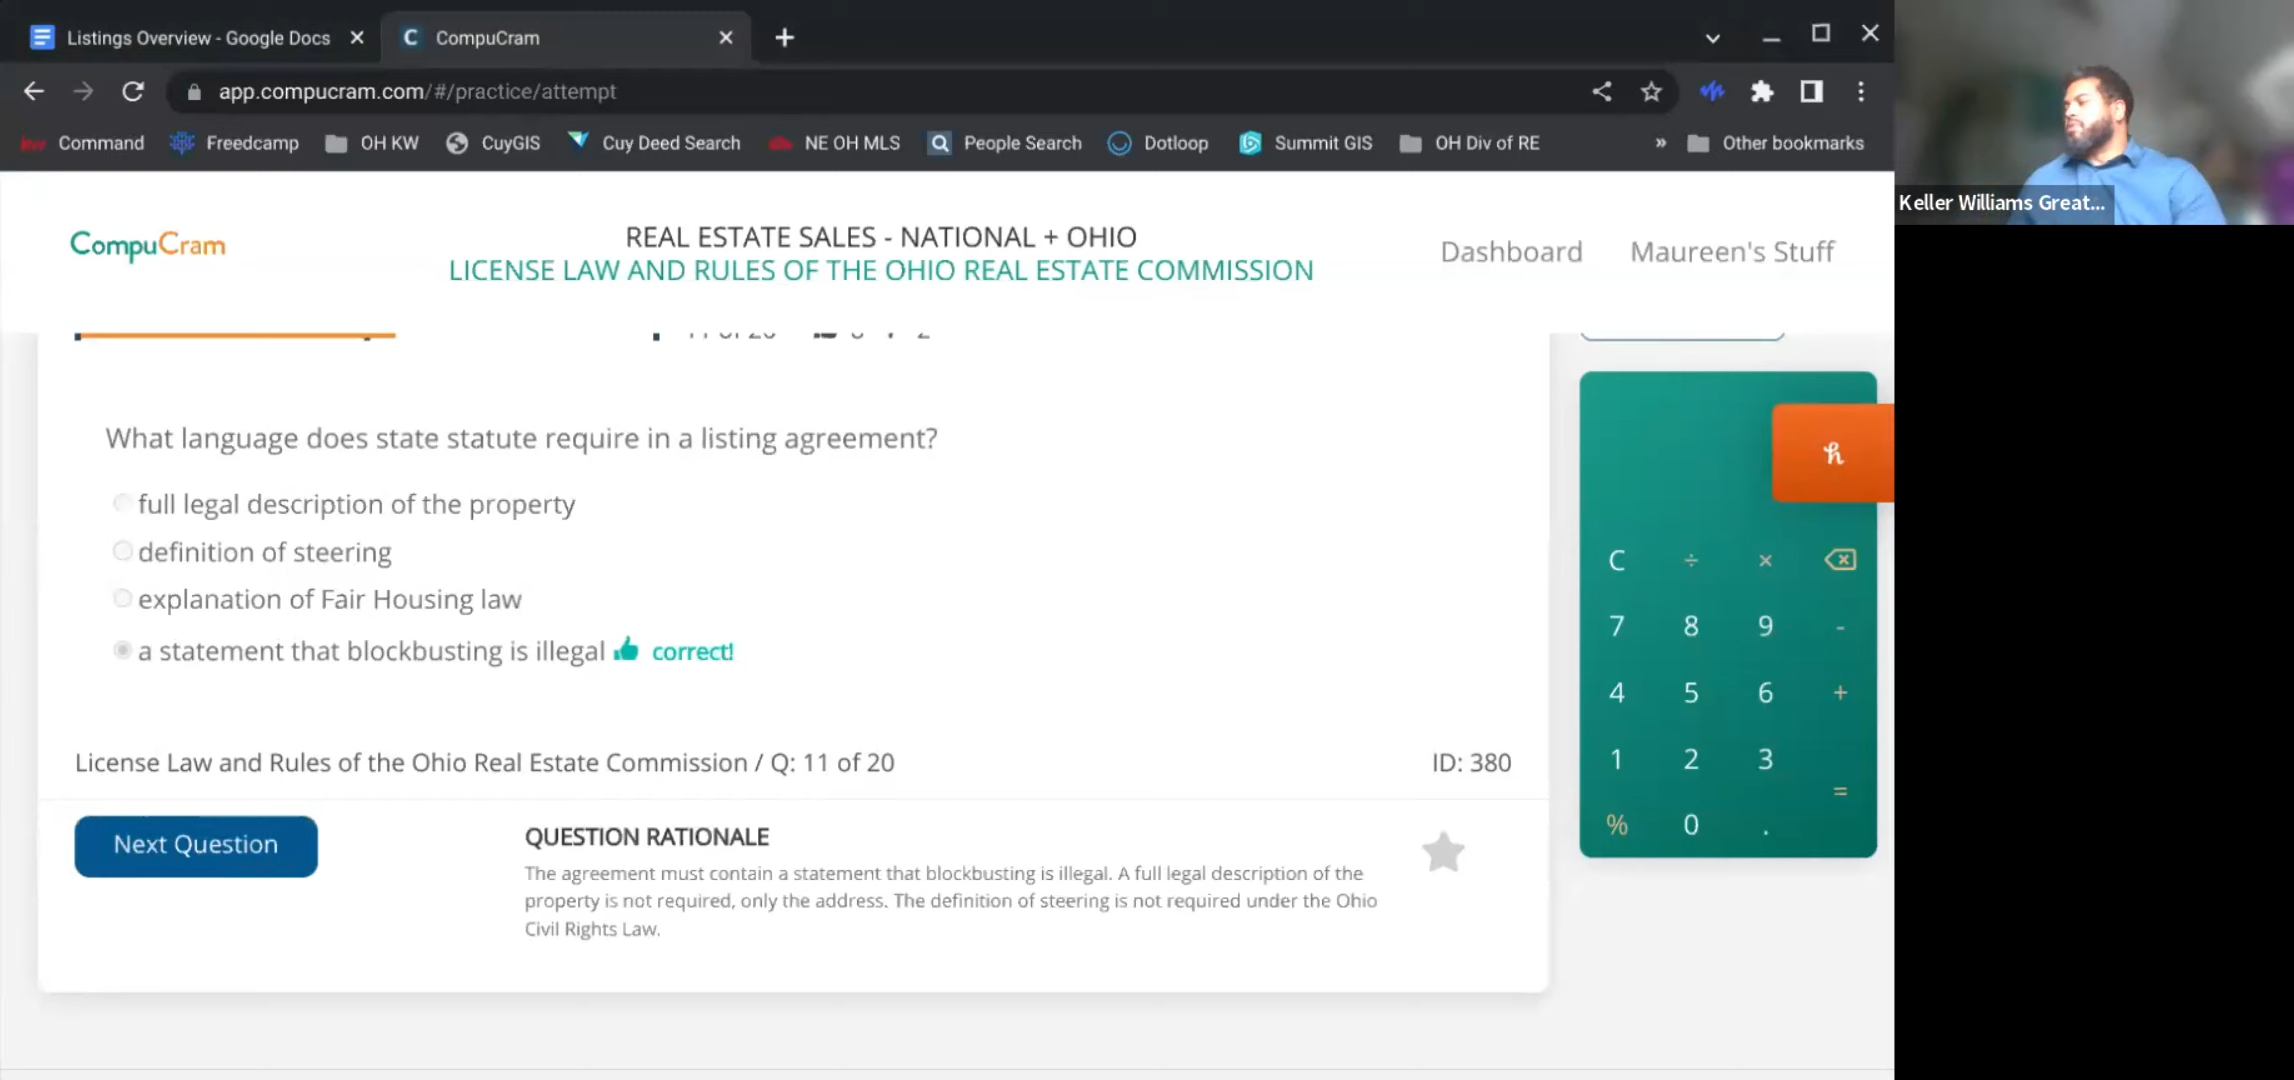 Listings Overview - Google Docs
CompuCram
app.compucram.com/#/practice/attempt
kw Command
Freedcamp
OH KW
CuyGIS
Cuy Deed Search
NE OH MLS
People Search
Dotloop
Summit GIS
OH Div of RE
»
Other bookmarks
Keller Williams Great...
CompuCram
REAL ESTATE SALES - NATIONAL + OHIO
LICENSE LAW AND RULES OF THE OHIO REAL ESTATE COMMISSION
Dashboard
Maureen's Stuff
What language does state statute require in a listing agreement?
full legal description of the property
definition of steering
explanation of Fair Housing law
a statement that blockbusting is illegal correct!
License Law and Rules of the Ohio Real Estate Commission / Q: 11 of 20
ID: 380
Next Question
QUESTION RATIONALE
The agreement must contain a statement that blockbusting is illegal. A full legal description of the
property is not required, only the address. The definition of steering is not required under the Ohio
Civil Rights Law.
C ÷ ×
7 8 9 -
4 5 6 +
1 2 3
=
% 0 .